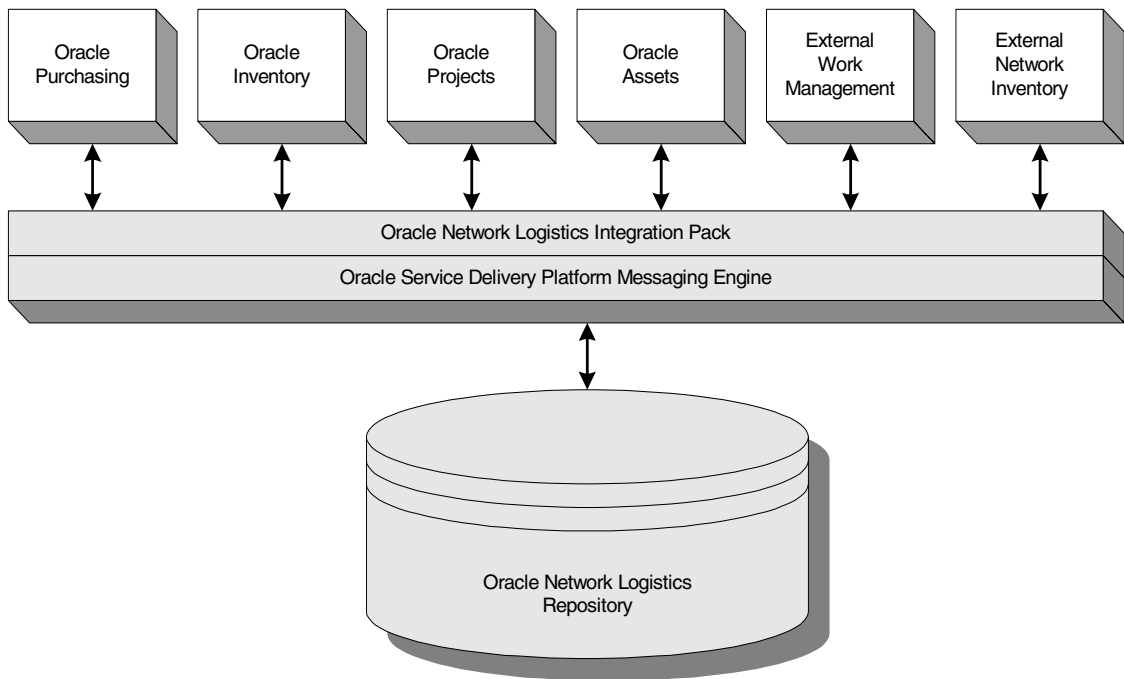 Oracle
Purchasing
Oracle
Inventory
Oracle
Projects
Oracle
Assets
External
Work
Management
External
Network
Inventory
Oracle Network Logistics Integration Pack
Oracle Service Delivery Platform Messaging Engine
Oracle Network Logistics
Repository